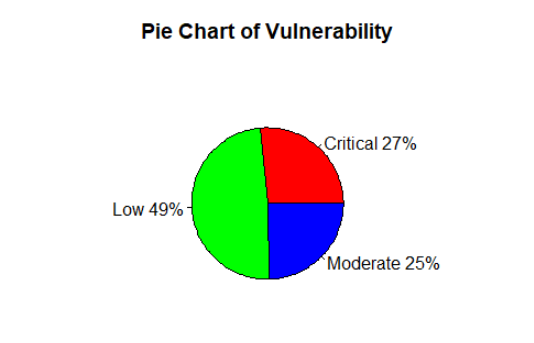 Pie Chart of Vulnerability
Critical 27%
Low 49%
Moderate 25%